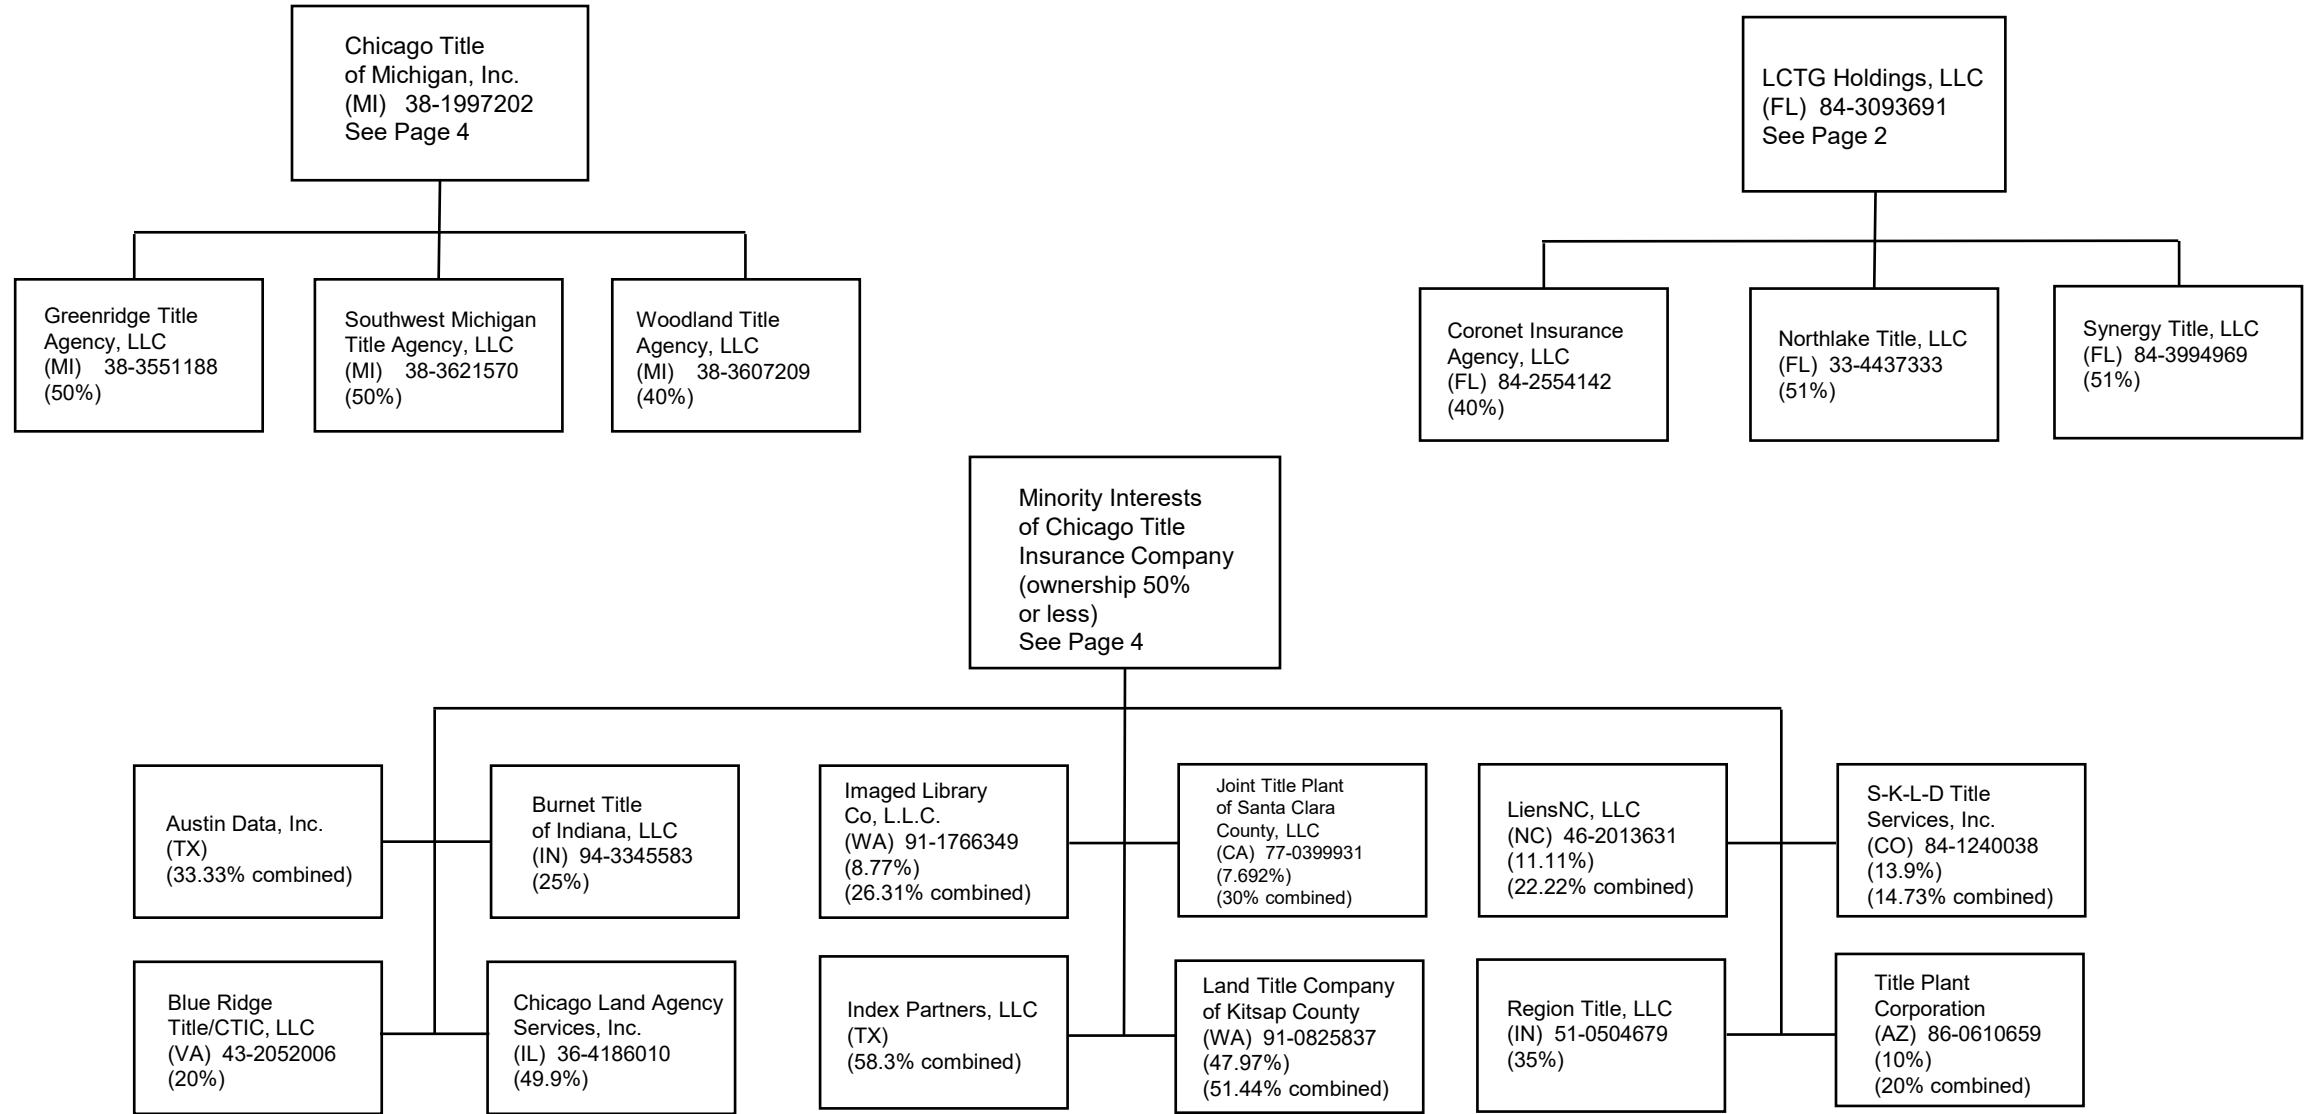 Chicago Title
of Michigan, Inc.
(MI) 38-1997202
See Page 4
LCTG Holdings, LLC
(FL) 84-3093691
See Page 2
Greenridge Title
Agency, LLC
(MI) 38-3551188
(50%)
Southwest Michigan
Title Agency, LLC
(MI) 38-3621570
(50%)
Woodland Title
Agency, LLC
(MI) 38-3607209
(40%)
Coronet Insurance
Agency, LLC
(FL) 84-2554142
(40%)
Northlake Title, LLC
(FL) 33-4437333
(51%)
Synergy Title, LLC
(FL) 84-3994969
(51%)
Minority Interests
of Chicago Title
Insurance Company
(ownership 50%
or less)
See Page 4
Austin Data, Inc.
(TX)
(33.33% combined)
Burnet Title
of Indiana, LLC
(IN) 94-3345583
(25%)
Imaged Library
Co, L.L.C.
(WA) 91-1766349
(8.77%)
(26.31% combined)
Joint Title Plant
of Santa Clara
County, LLC
(CA) 77-0399931
(7.692%)
(30% combined)
LiensNC, LLC
(NC) 46-2013631
(11.11%)
(22.22% combined)
S-K-L-D Title
Services, Inc.
(CO) 84-1240038
(13.9%)
(14.73% combined)
Blue Ridge
Title/CTIC, LLC
(VA) 43-2052006
(20%)
Chicago Land Agency
Services, Inc.
(IL) 36-4186010
(49.9%)
Index Partners, LLC
(TX)
(58.3% combined)
Land Title Company
of Kitsap County
(WA) 91-0825837
(47.97%)
(51.44% combined)
Region Title, LLC
(IN) 51-0504679
(35%)
Title Plant
Corporation
(AZ) 86-0610659
(10%)
(20% combined)